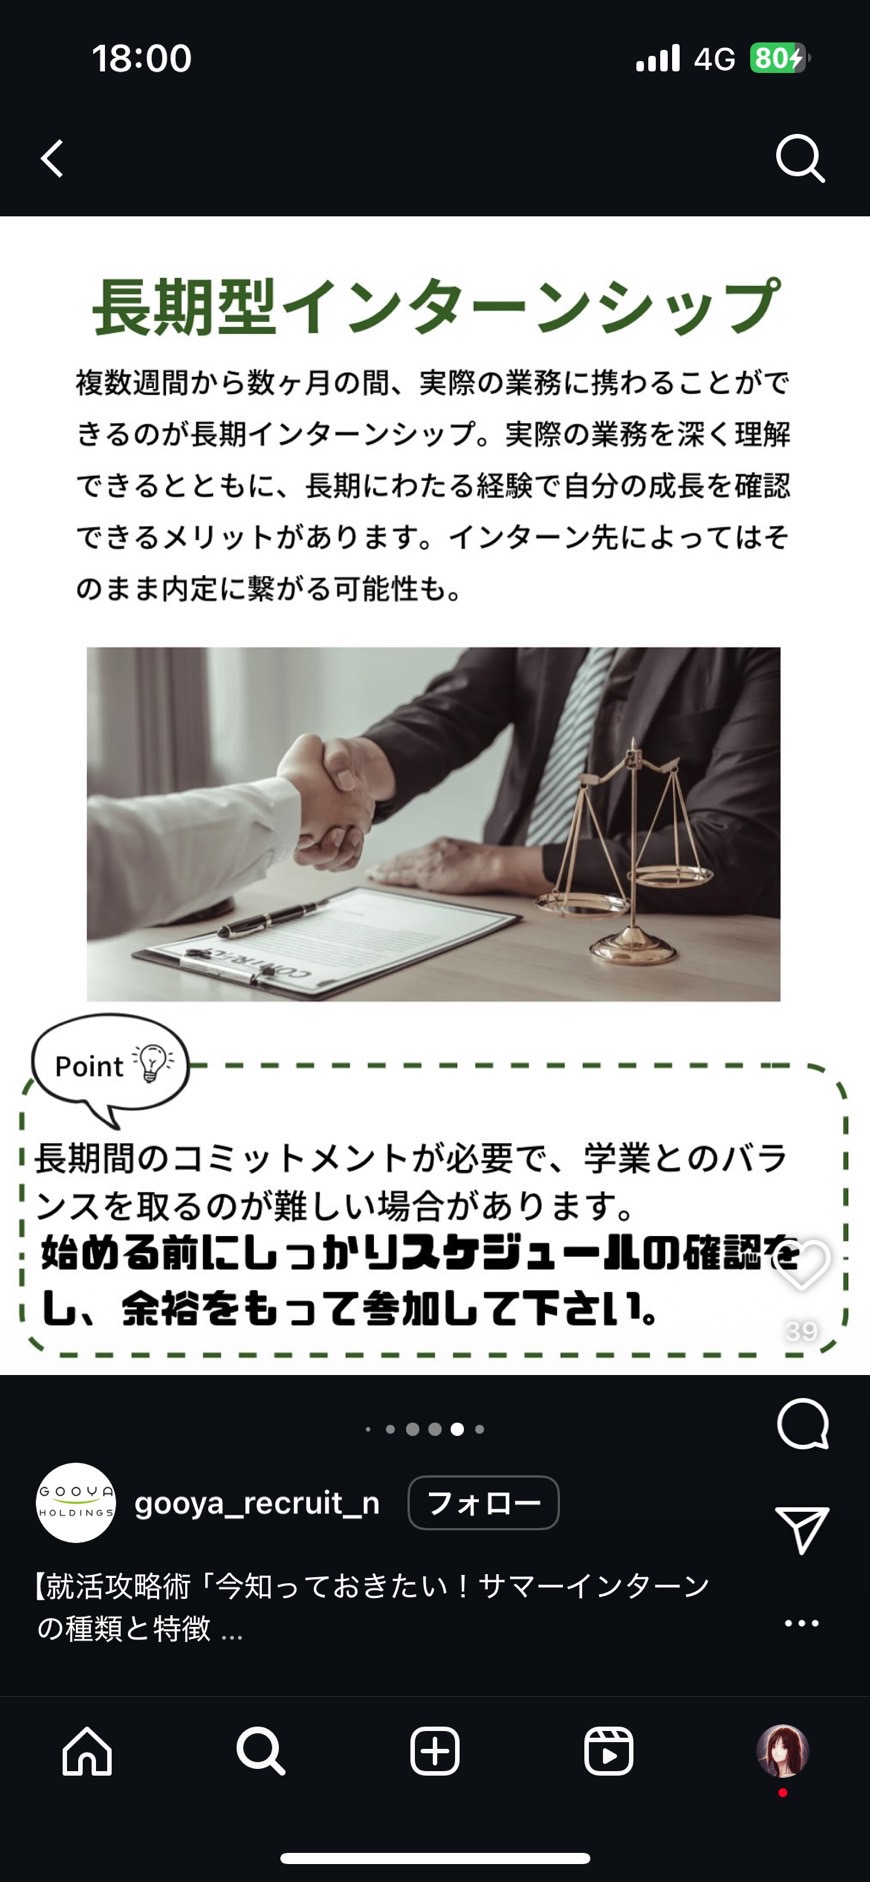 18:00
4G
80
長期型インターンシップ
複数週間から数ヶ月の間、実際の業務に携わることがで
きるのが長期インターンシップ。実際の業務を深く理解
できるとともに、長期にわたる経験で自分の成長を確認
できるメリットがあります。インターン先によってはそ
のまま内定に繋がる可能性も。
CONTRACT
Point
長期間のコミットメントが必要で、学業とのバラ
ンスを取るのが難しい場合があります。
始める前にしっかりスケジュールの確認を
し、余裕をもって参加して下さい。
39
GOOYA
HOLDINGS
gooya_recruit_n
フォロー
【就活攻略術「今知っておきたい！サマーインターン
の種類と特徴 ...